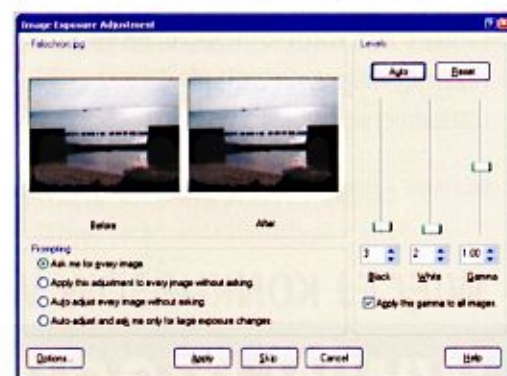 Image Exposure Adjustment
Falochron.jpg
Before
After
Prompting
Ask me for every image
Apply this adjustment to every image without asking
Auto adjust every image without asking
Auto-adjust and ask me only for large exposure changes
Levels
Auto
Reset
3
2
1.00
Black
White
Gamma
Apply this gamma to all images
Options...
Apply
Skip
Cancel
Help